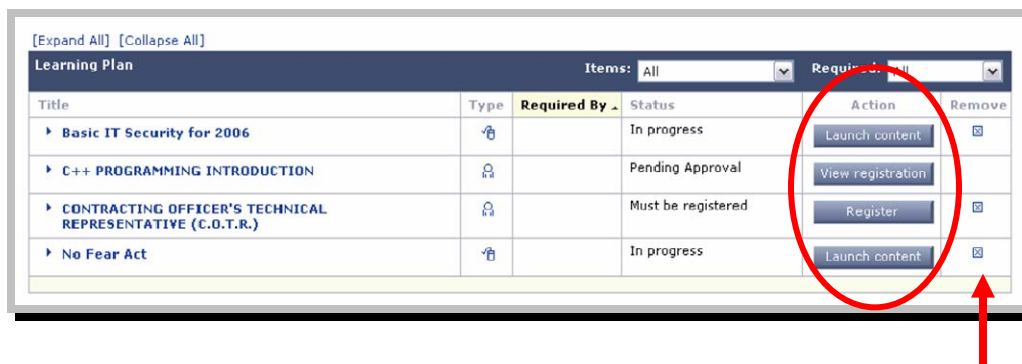 [Expand All] [Collapse All]
Learning Plan Items: All Required: All
Title Type Required By Status Action Remove
Basic IT Security for 2006 In progress Launch content
C++ PROGRAMMING INTRODUCTION Pending Approval View registration
CONTRACTING OFFICER'S TECHNICAL Must be registered Register
REPRESENTATIVE (C.O.T.R.)
No Fear Act In progress Launch content